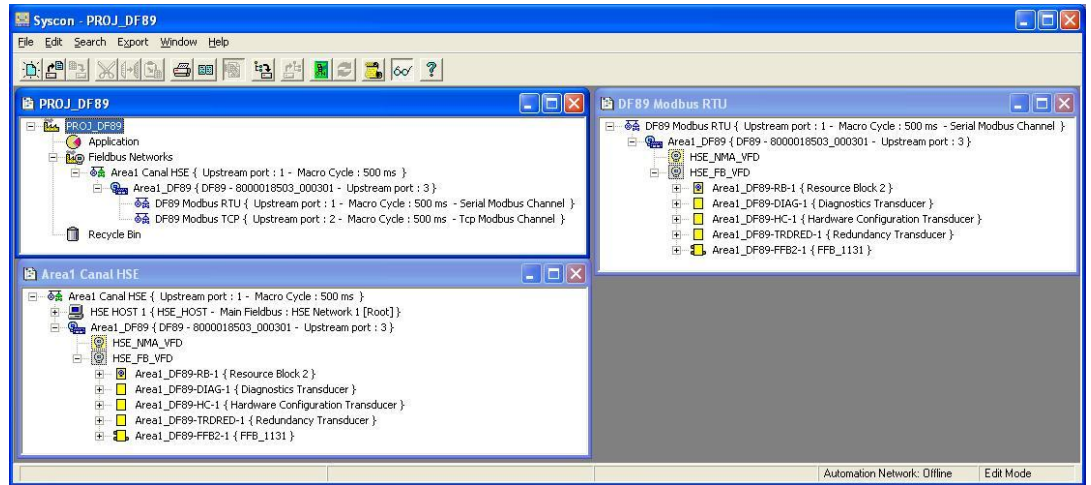 Syscon - PROJ_DF89
File Edit Search Export Window Help
PROJ_DF89
PROJ_DF89
Application
Fieldbus Networks
Area1 Canal HSE { Upstream port : 1 - Macro Cycle : 500 ms }
Area1_DF89 { DF89 - 8000018503_000301 - Upstream port : 3 }
DF89 Modbus RTU { Upstream port : 1 - Macro Cycle : 500 ms - Serial Modbus Channel }
DF89 Modbus TCP { Upstream port : 2 - Macro Cycle : 500 ms - Tcp Modbus Channel }
Recycle Bin
DF89 Modbus RTU
DF89 Modbus RTU { Upstream port : 1 - Macro Cycle : 500 ms - Serial Modbus Channel }
Area1_DF89 { DF89 - 8000018503_000301 - Upstream port : 3 }
HSE_NMA_VFD
HSE_FB_VFD
Area1_DF89-RB-1 { Resource Block 2 }
Area1_DF89-DIAG-1 { Diagnostics Transducer }
Area1_DF89-HC-1 { Hardware Configuration Transducer }
Area1_DF89-TRDRED-1 { Redundancy Transducer }
Area1_DF89-FFB2-1 { FFB_1131 }
Area1 Canal HSE
Area1 Canal HSE { Upstream port : 1 - Macro Cycle : 500 ms }
HSE HOST 1 { HSE_HOST - Main Fieldbus : HSE Network 1 [Root] }
Area1_DF89 { DF89 - 8000018503_000301 - Upstream port : 3 }
HSE_NMA_VFD
HSE_FB_VFD
Area1_DF89-RB-1 { Resource Block 2 }
Area1_DF89-DIAG-1 { Diagnostics Transducer }
Area1_DF89-HC-1 { Hardware Configuration Transducer }
Area1_DF89-TRDRED-1 { Redundancy Transducer }
Area1_DF89-FFB2-1 { FFB_1131 }
Automation Network: Offline Edit Mode